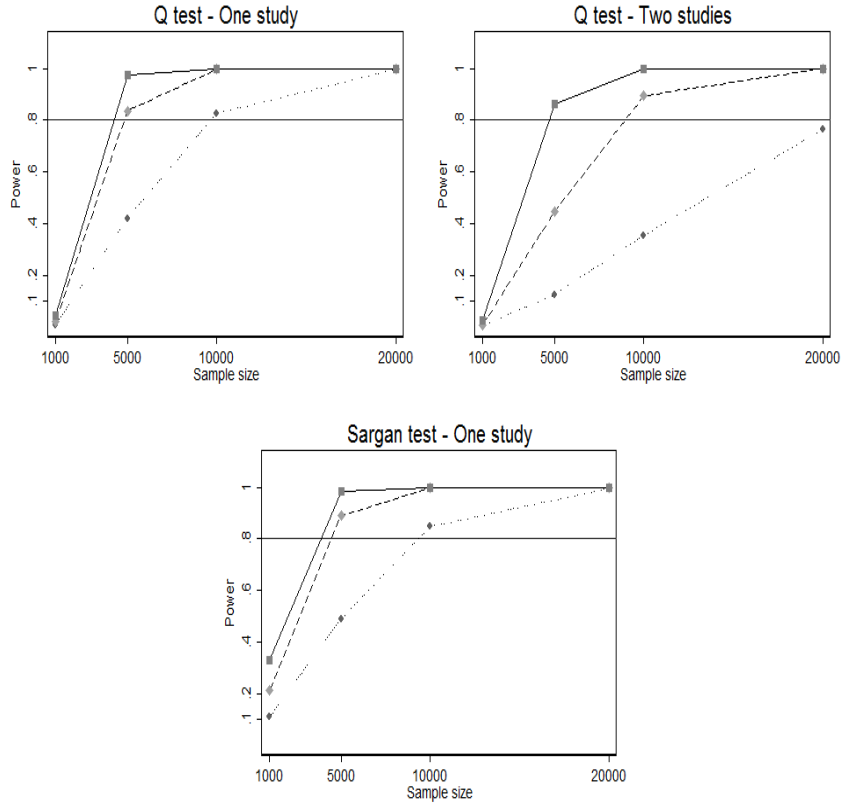 Q test - One study
Power
1
.8
.6
.4
.2
.1
1000 5000 10000 20000
Sample size
Q test - Two studies
Power
1
.8
.6
.4
.2
.1
1000 5000 10000 20000
Sample size
Sargan test - One study
Power
1
.8
.6
.4
.2
.1
1000 5000 10000 20000
Sample size